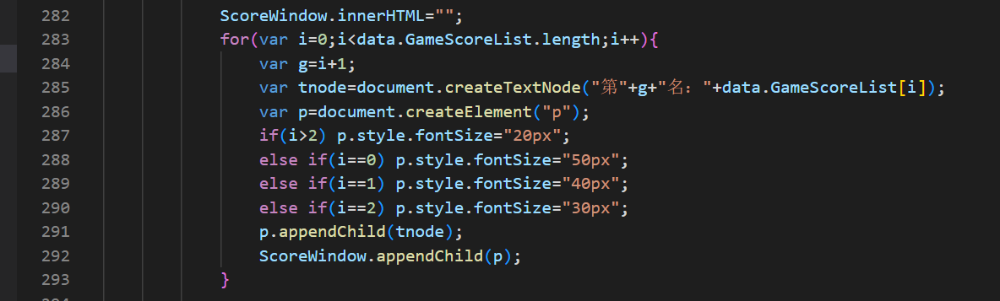 282 ScoreWindow.innerHTML="";
283 for(var i=0;i<data.GameScoreList.length;i++){
284 var g=i+1;
285 var tnode=document.createTextNode("第"+g+"名："+data.GameScoreList[i]);
286 var p=document.createElement("p");
287 if(i>2) p.style.fontSize="20px";
288 else if(i==0) p.style.fontSize="50px";
289 else if(i==1) p.style.fontSize="40px";
290 else if(i==2) p.style.fontSize="30px";
291 p.appendChild(tnode);
292 ScoreWindow.appendChild(p);
293 }